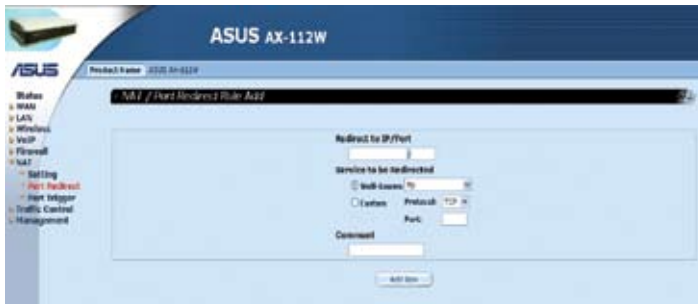 ASUS AX-112W
ASUS
Product Name
Status
WAN
LAN
Wireless
VoIP
Firewall
NAT
Setting
Port Redirect
Port trigger
Traffic Control
Management
NAT / Port Redirect Rule Add
Redirect to IP/Port
Service to be Redirected
Well-known
Custom Protocol: TCP
Port:
Comment